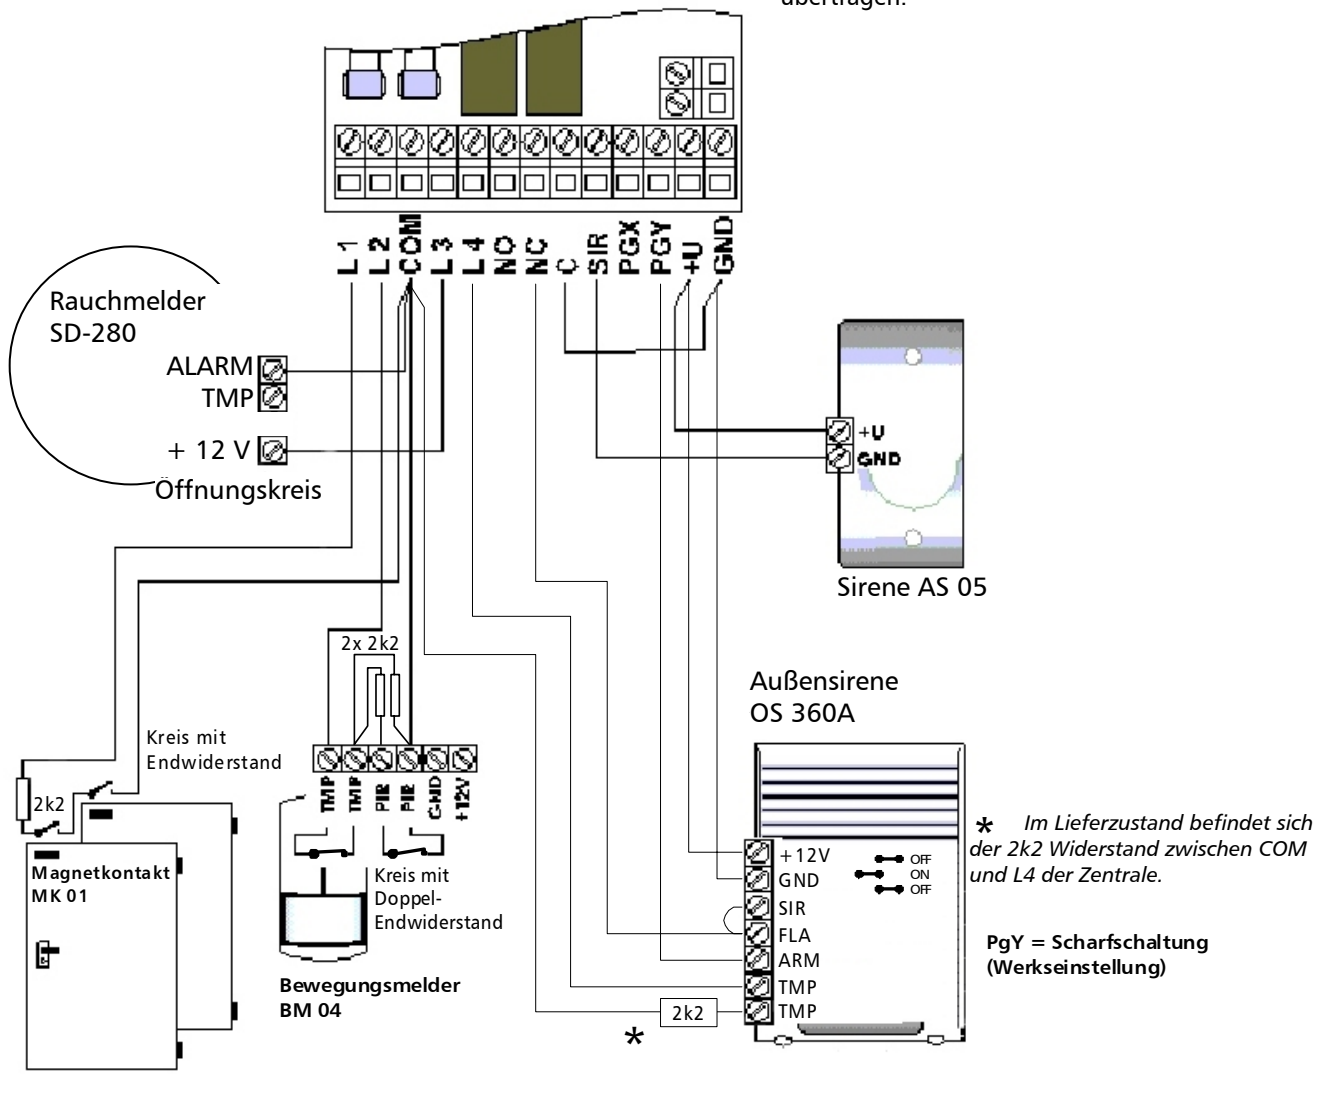 übertragen.
L 1
L 2
COM
L 3
L 4
NO
NC
C
SIR
PGX
PGY
+U
GND
Rauchmelder
SD-280
ALARM
TMP
+ 12 V
Öffnungskreis
+U
GND
Sirene AS 05
2x 2k2
Kreis mit
Endwiderstand
2k2
Magnetkontakt
MK 01
TMP
TMP
PIR
PIR
GND
+12V
Kreis mit
Doppel-
Endwiderstand
Bewegungsmelder
BM 04
Außensirene
OS 360A
+12V
GND
SIR
FLA
ARM
TMP
TMP
OFF
ON
OFF
2k2
*
* Im Lieferzustand befindet sich
der 2k2 Widerstand zwischen COM
und L4 der Zentrale.
PgY = Scharfschaltung
(Werkseinstellung)